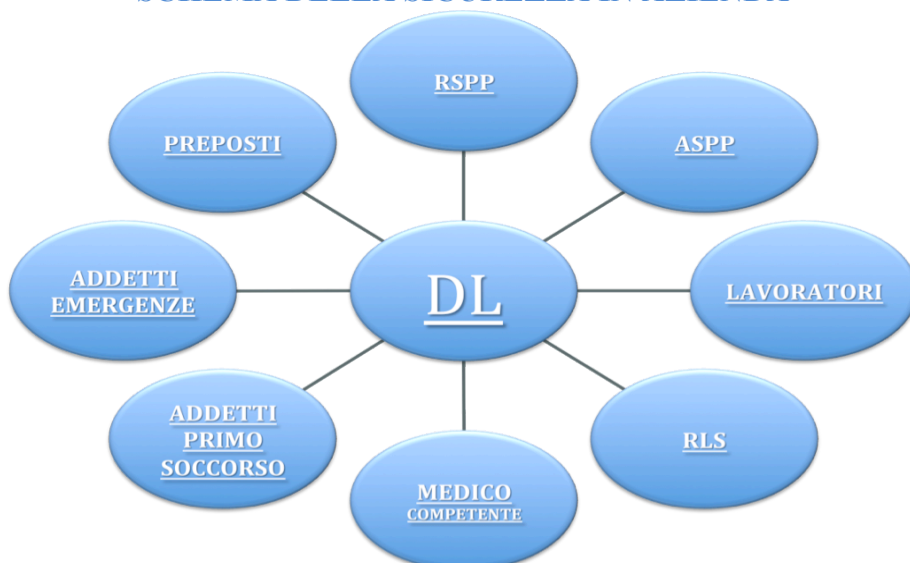 RSPP
PREPOSTI
ASPP
ADDETTI
EMERGENZE
DL
LAVORATORI
ADDETTI
PRIMO
SOCCORSO
RLS
MEDICO
COMPETENTE